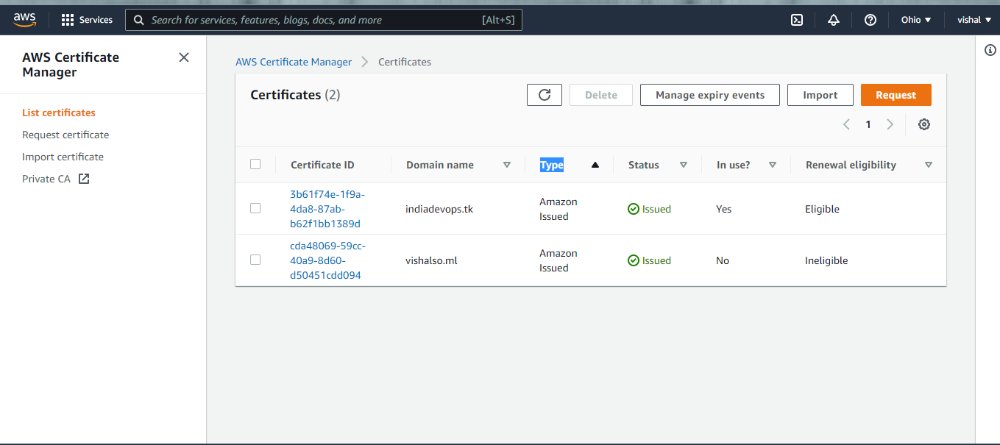 aws
Services
Search for services, features, blogs, docs, and more [Alt+S]
Ohio
vishal
AWS Certificate
Manager
List certificates
Request certificate
Import certificate
Private CA
AWS Certificate Manager > Certificates
Certificates (2)
Delete
Manage expiry events
Import
Request
1
Certificate ID
Domain name
Type
Status
In use?
Renewal eligibility
3b61f74e-1f9a-
4da8-87ab-
b62f1bb1389d
indiadevops.tk
Amazon
Issued
Issued
Yes
Eligible
cda48069-59cc-
40a9-8d60-
d50451cdd094
vishalso.ml
Amazon
Issued
Issued
No
Ineligible